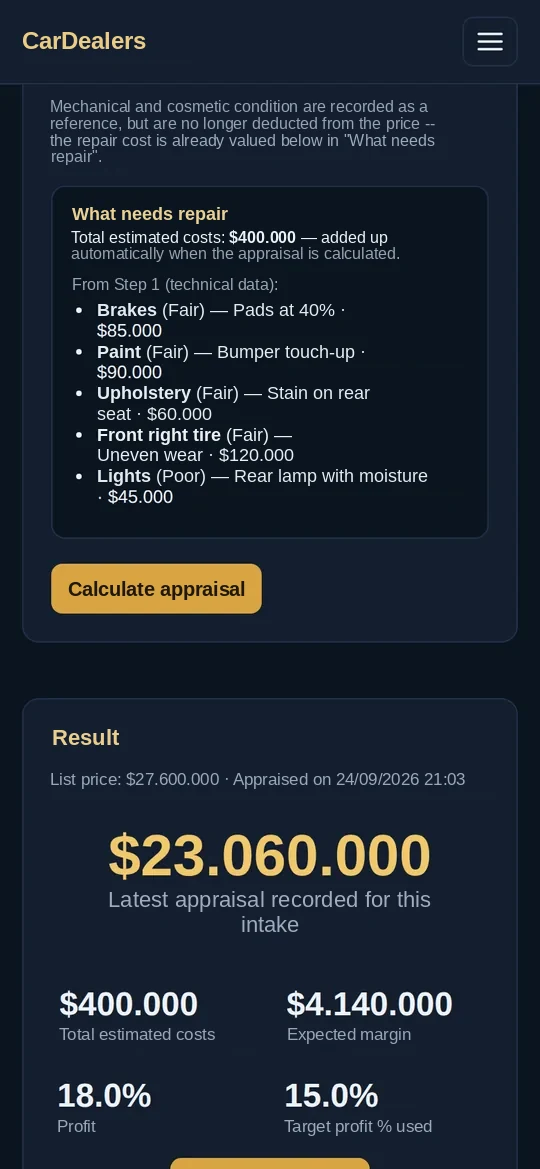 CarDealers
Mechanical and cosmetic condition are recorded as a
reference, but are no longer deducted from the price --
the repair cost is already valued below in "What needs
repair".
What needs repair
Total estimated costs: $400.000 — added up
automatically when the appraisal is calculated.
From Step 1 (technical data):
• Brakes (Fair) — Pads at 40% ·
$85.000
• Paint (Fair) — Bumper touch-up ·
$90.000
• Upholstery (Fair) — Stain on rear
seat · $60.000
• Front right tire (Fair) —
Uneven wear · $120.000
• Lights (Poor) — Rear lamp with moisture
· $45.000
Calculate appraisal
Result
List price: $27.600.000 · Appraised on 24/09/2026 21:03
$23.060.000
Latest appraisal recorded for this
intake
$400.000
Total estimated costs
$4.140.000
Expected margin
18.0%
Profit
15.0%
Target profit % used